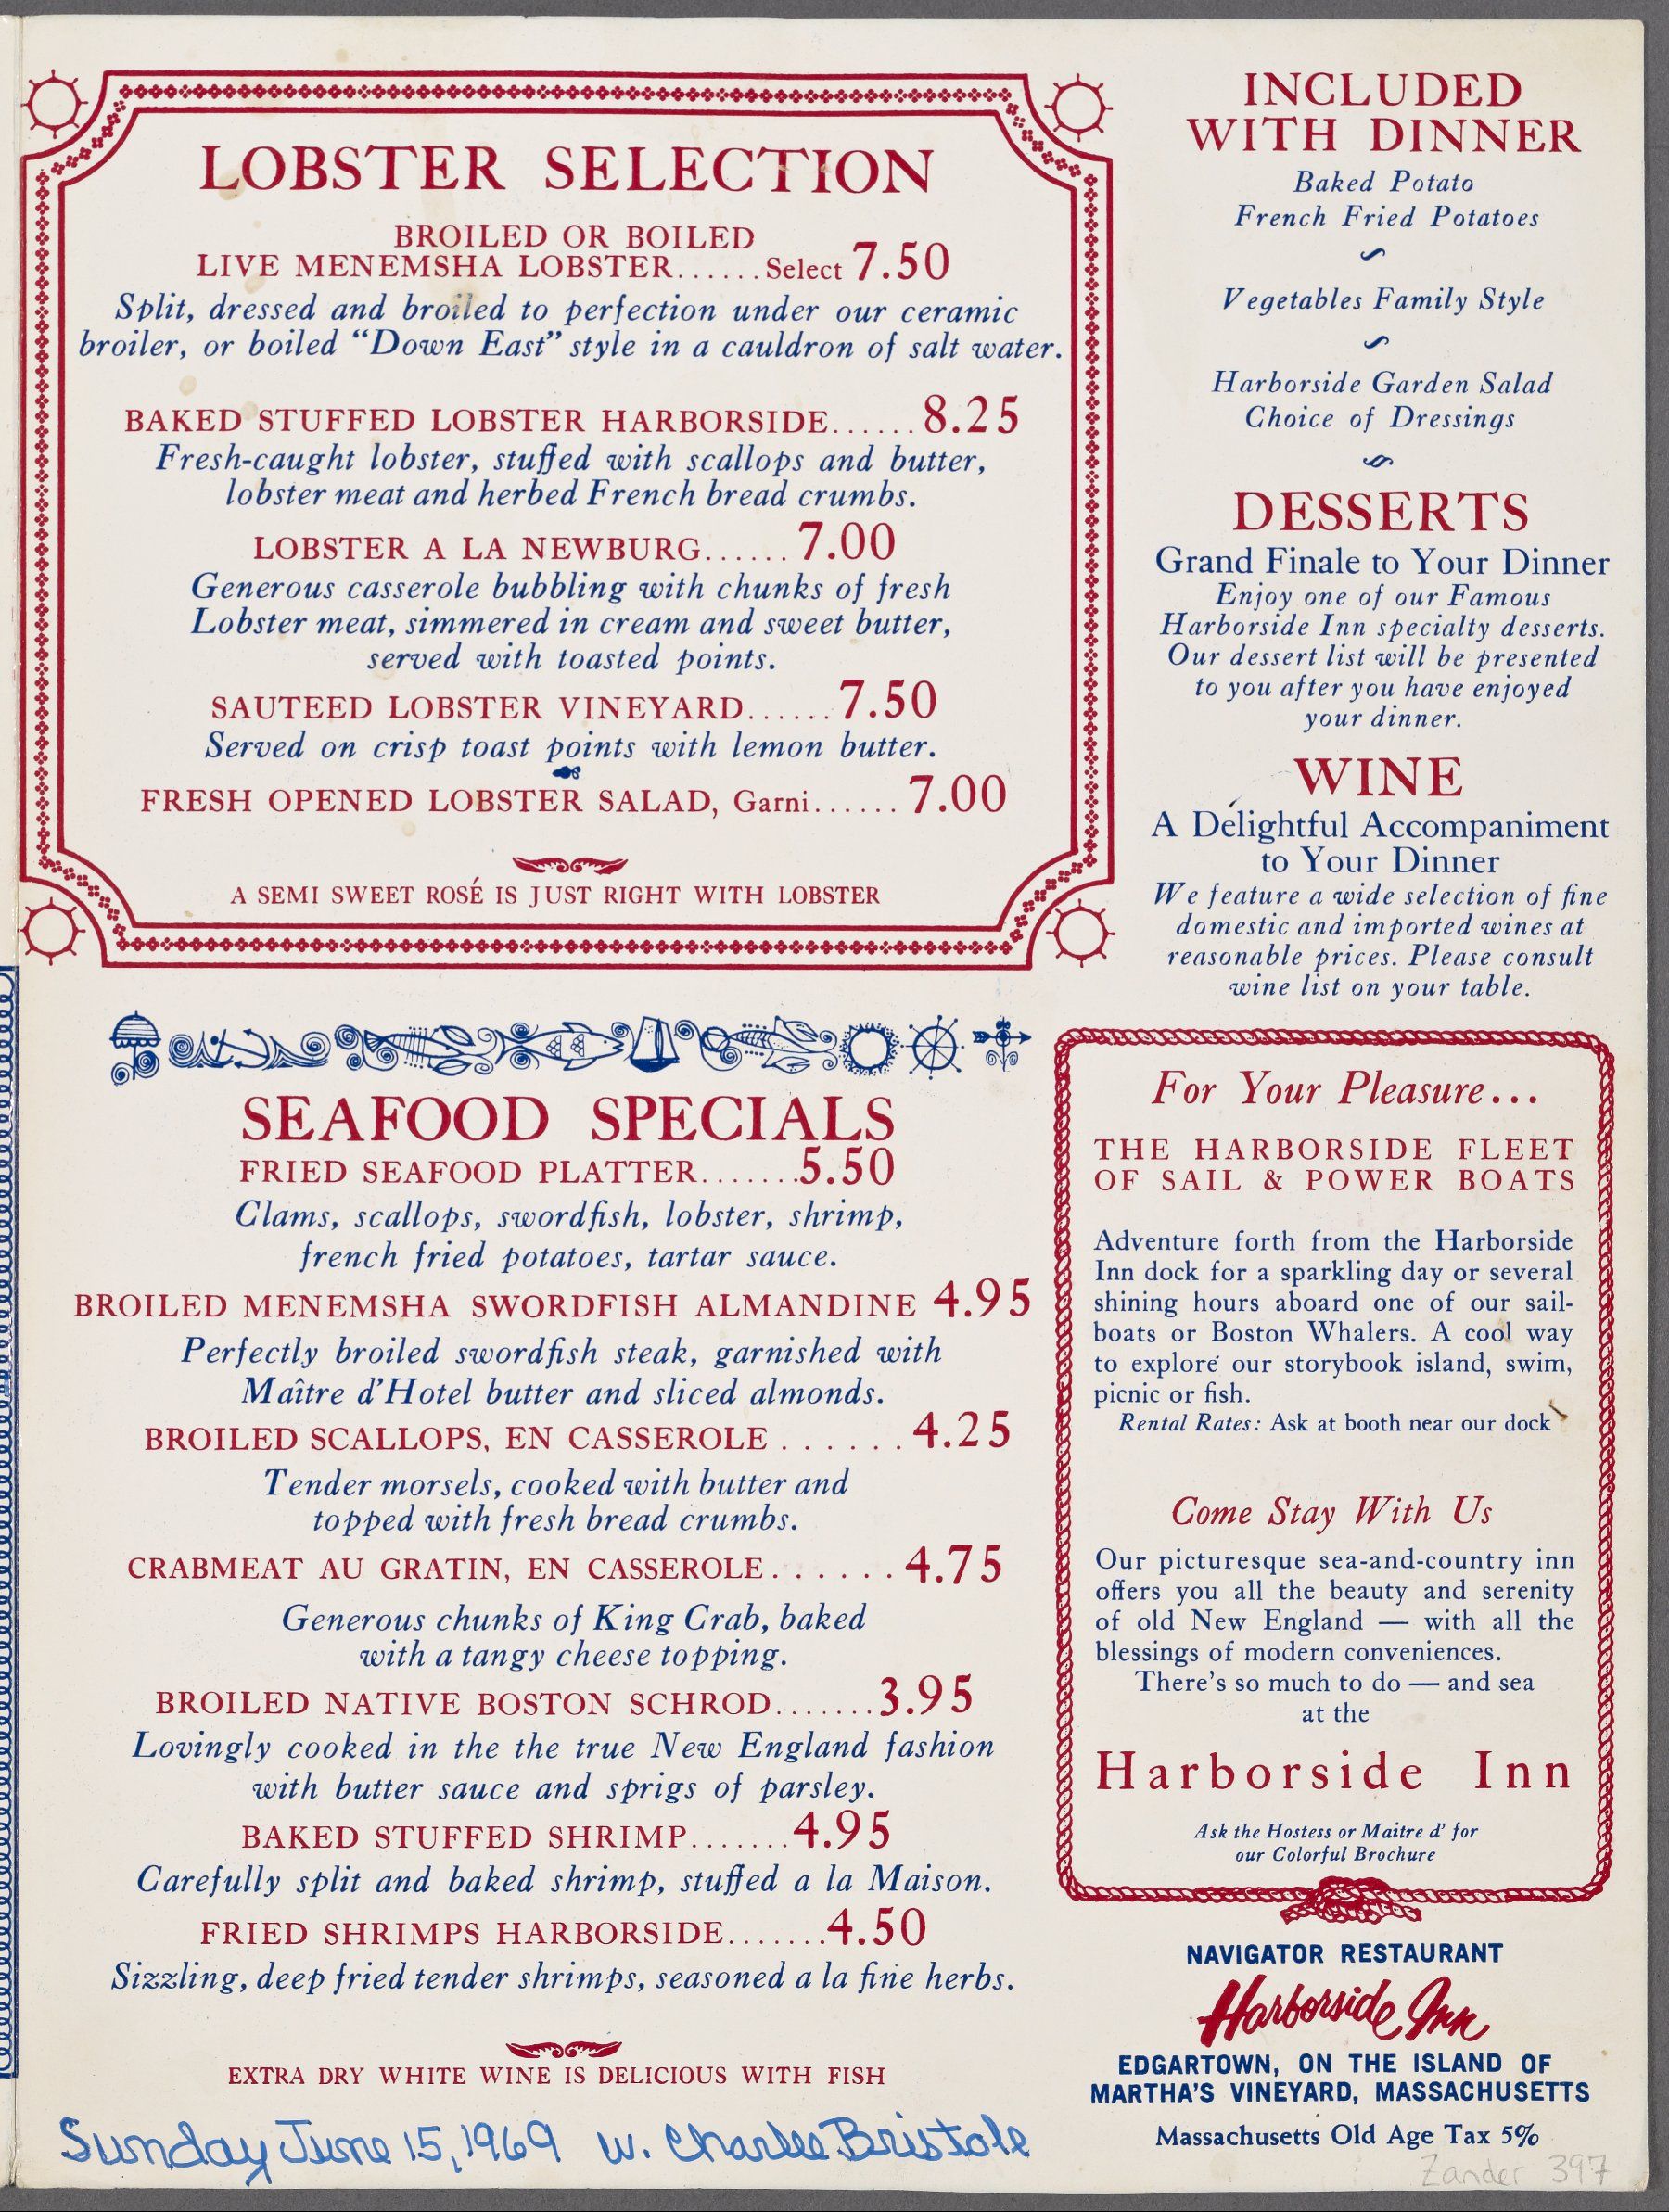 LOBSTER SELECTION
BROILED OR BOILED
LIVE MENEMSHA LOBSTER......Select 7.50
Split, dressed and broiled to perfection under our ceramic
broiler, or boiled “Down East” style in a cauldron of salt water.
BAKED STUFFED LOBSTER HARBORSIDE......8.25
Fresh-caught lobster, stuffed with scallops and butter,
lobster meat and herbed French bread crumbs.
LOBSTER A LA NEWBURG......7.00
Generous casserole bubbling with chunks of fresh
Lobster meat, simmered in cream and sweet butter,
served with toasted points.
SAUTEED LOBSTER VINEYARD......7.50
Served on crisp toast points with lemon butter.
FRESH OPENED LOBSTER SALAD, Garni......7.00
A SEMI SWEET ROSÉ IS JUST RIGHT WITH LOBSTER
SEAFOOD SPECIALS
FRIED SEAFOOD PLATTER.......5.50
Clams, scallops, swordfish, lobster, shrimp,
french fried potatoes, tartar sauce.
BROILED MENEMSHA SWORDFISH ALMANDINE 4.95
Perfectly broiled swordfish steak, garnished with
Maître d'Hotel butter and sliced almonds.
BROILED SCALLOPS, EN CASSEROLE . . . . . . 4.25
Tender morsels, cooked with butter and
topped with fresh bread crumbs.
CRABMEAT AU GRATIN, EN CASSEROLE. . . . . . 4.75
Generous chunks of King Crab, baked
with a tangy cheese topping.
BROILED NATIVE BOSTON SCHROD.......3.95
Lovingly cooked in the the true New England fashion
with butter sauce and sprigs of parsley.
BAKED STUFFED SHRIMP.......4.95
Carefully split and baked shrimp, stuffed a la Maison.
FRIED SHRIMPS HARBORSIDE.......4.50
Sizzling, deep fried tender shrimps, seasoned a la fine herbs.
EXTRA DRY WHITE WINE IS DELICIOUS WITH FISH
Sunday June 15, 1969 w. Charlee Bristole
INCLUDED
WITH DINNER
Baked Potato
French Fried Potatoes
Vegetables Family Style
Harborside Garden Salad
Choice of Dressings
DESSERTS
Grand Finale to Your Dinner
Enjoy one of our Famous
Harborside Inn specialty desserts.
Our dessert list will be presented
to you after you have enjoyed
your dinner.
WINE
A Delightful Accompaniment
to Your Dinner
We feature a wide selection of fine
domestic and imported wines at
reasonable prices. Please consult
wine list on your table.
For Your Pleasure...
THE HARBORSIDE FLEET
OF SAIL & POWER BOATS
Adventure forth from the Harborside
Inn dock for a sparkling day or several
shining hours aboard one of our sail-
boats or Boston Whalers. A cool way
to explore our storybook island, swim,
picnic or fish.
Rental Rates: Ask at booth near our dock
Come Stay With Us
Our picturesque sea-and-country inn
offers you all the beauty and serenity
of old New England — with all the
blessings of modern conveniences.
There's so much to do — and sea
at the
Harborside Inn
Ask the Hostess or Maitre d' for
our Colorful Brochure
NAVIGATOR RESTAURANT
Harborside Inn
EDGARTOWN, ON THE ISLAND OF
MARTHA'S VINEYARD, MASSACHUSETTS
Massachusetts Old Age Tax 5%
Zander 397